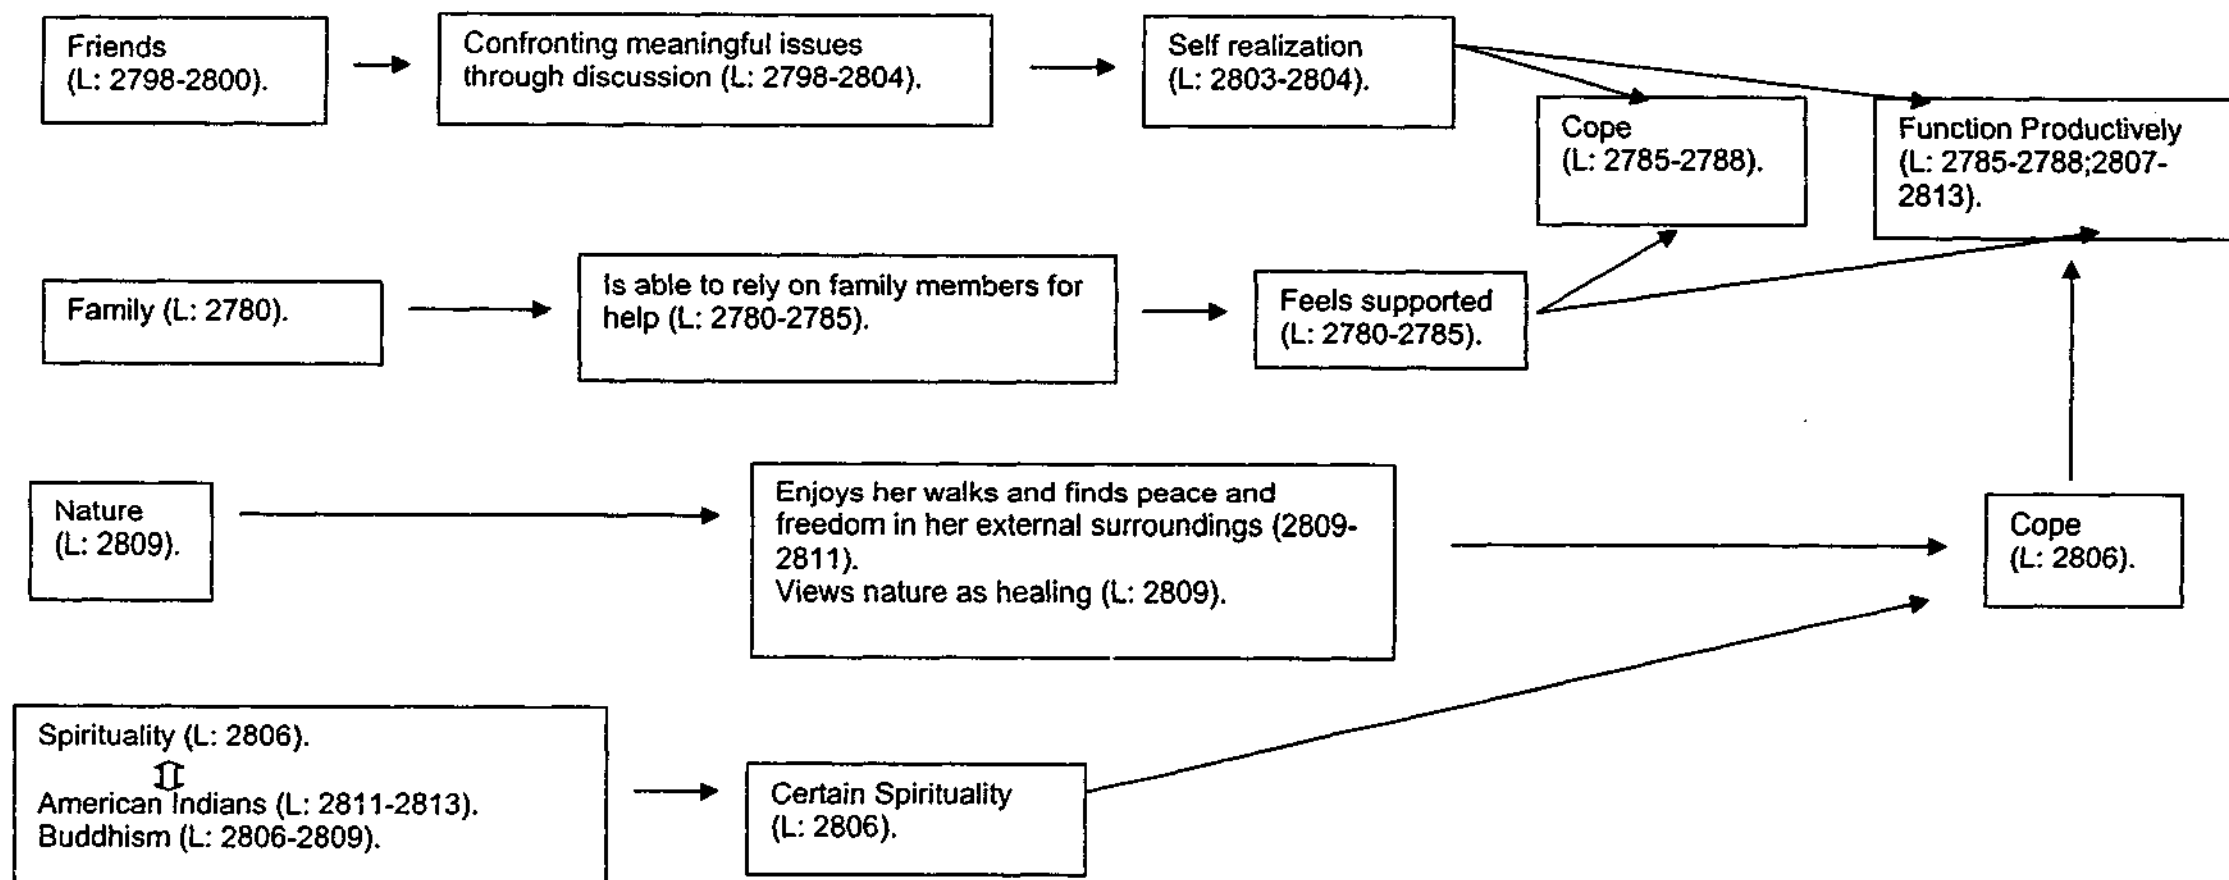 Friends
(L: 2798-2800).
Confronting meaningful issues
through discussion (L: 2798-2804).
Self realization
(L: 2803-2804).
Cope
(L: 2785-2788).
Function Productively
(L: 2785-2788;2807-
2813).
Family (L: 2780).
Is able to rely on family members for
help (L: 2780-2785).
Feels supported
(L: 2780-2785).
Nature
(L: 2809).
Enjoys her walks and finds peace and
freedom in her external surroundings (2809-
2811).
Views nature as healing (L: 2809).
Cope
(L: 2806).
Spirituality (L: 2806).
American Indians (L: 2811-2813).
Buddhism (L: 2806-2809).
Certain Spirituality
(L: 2806).